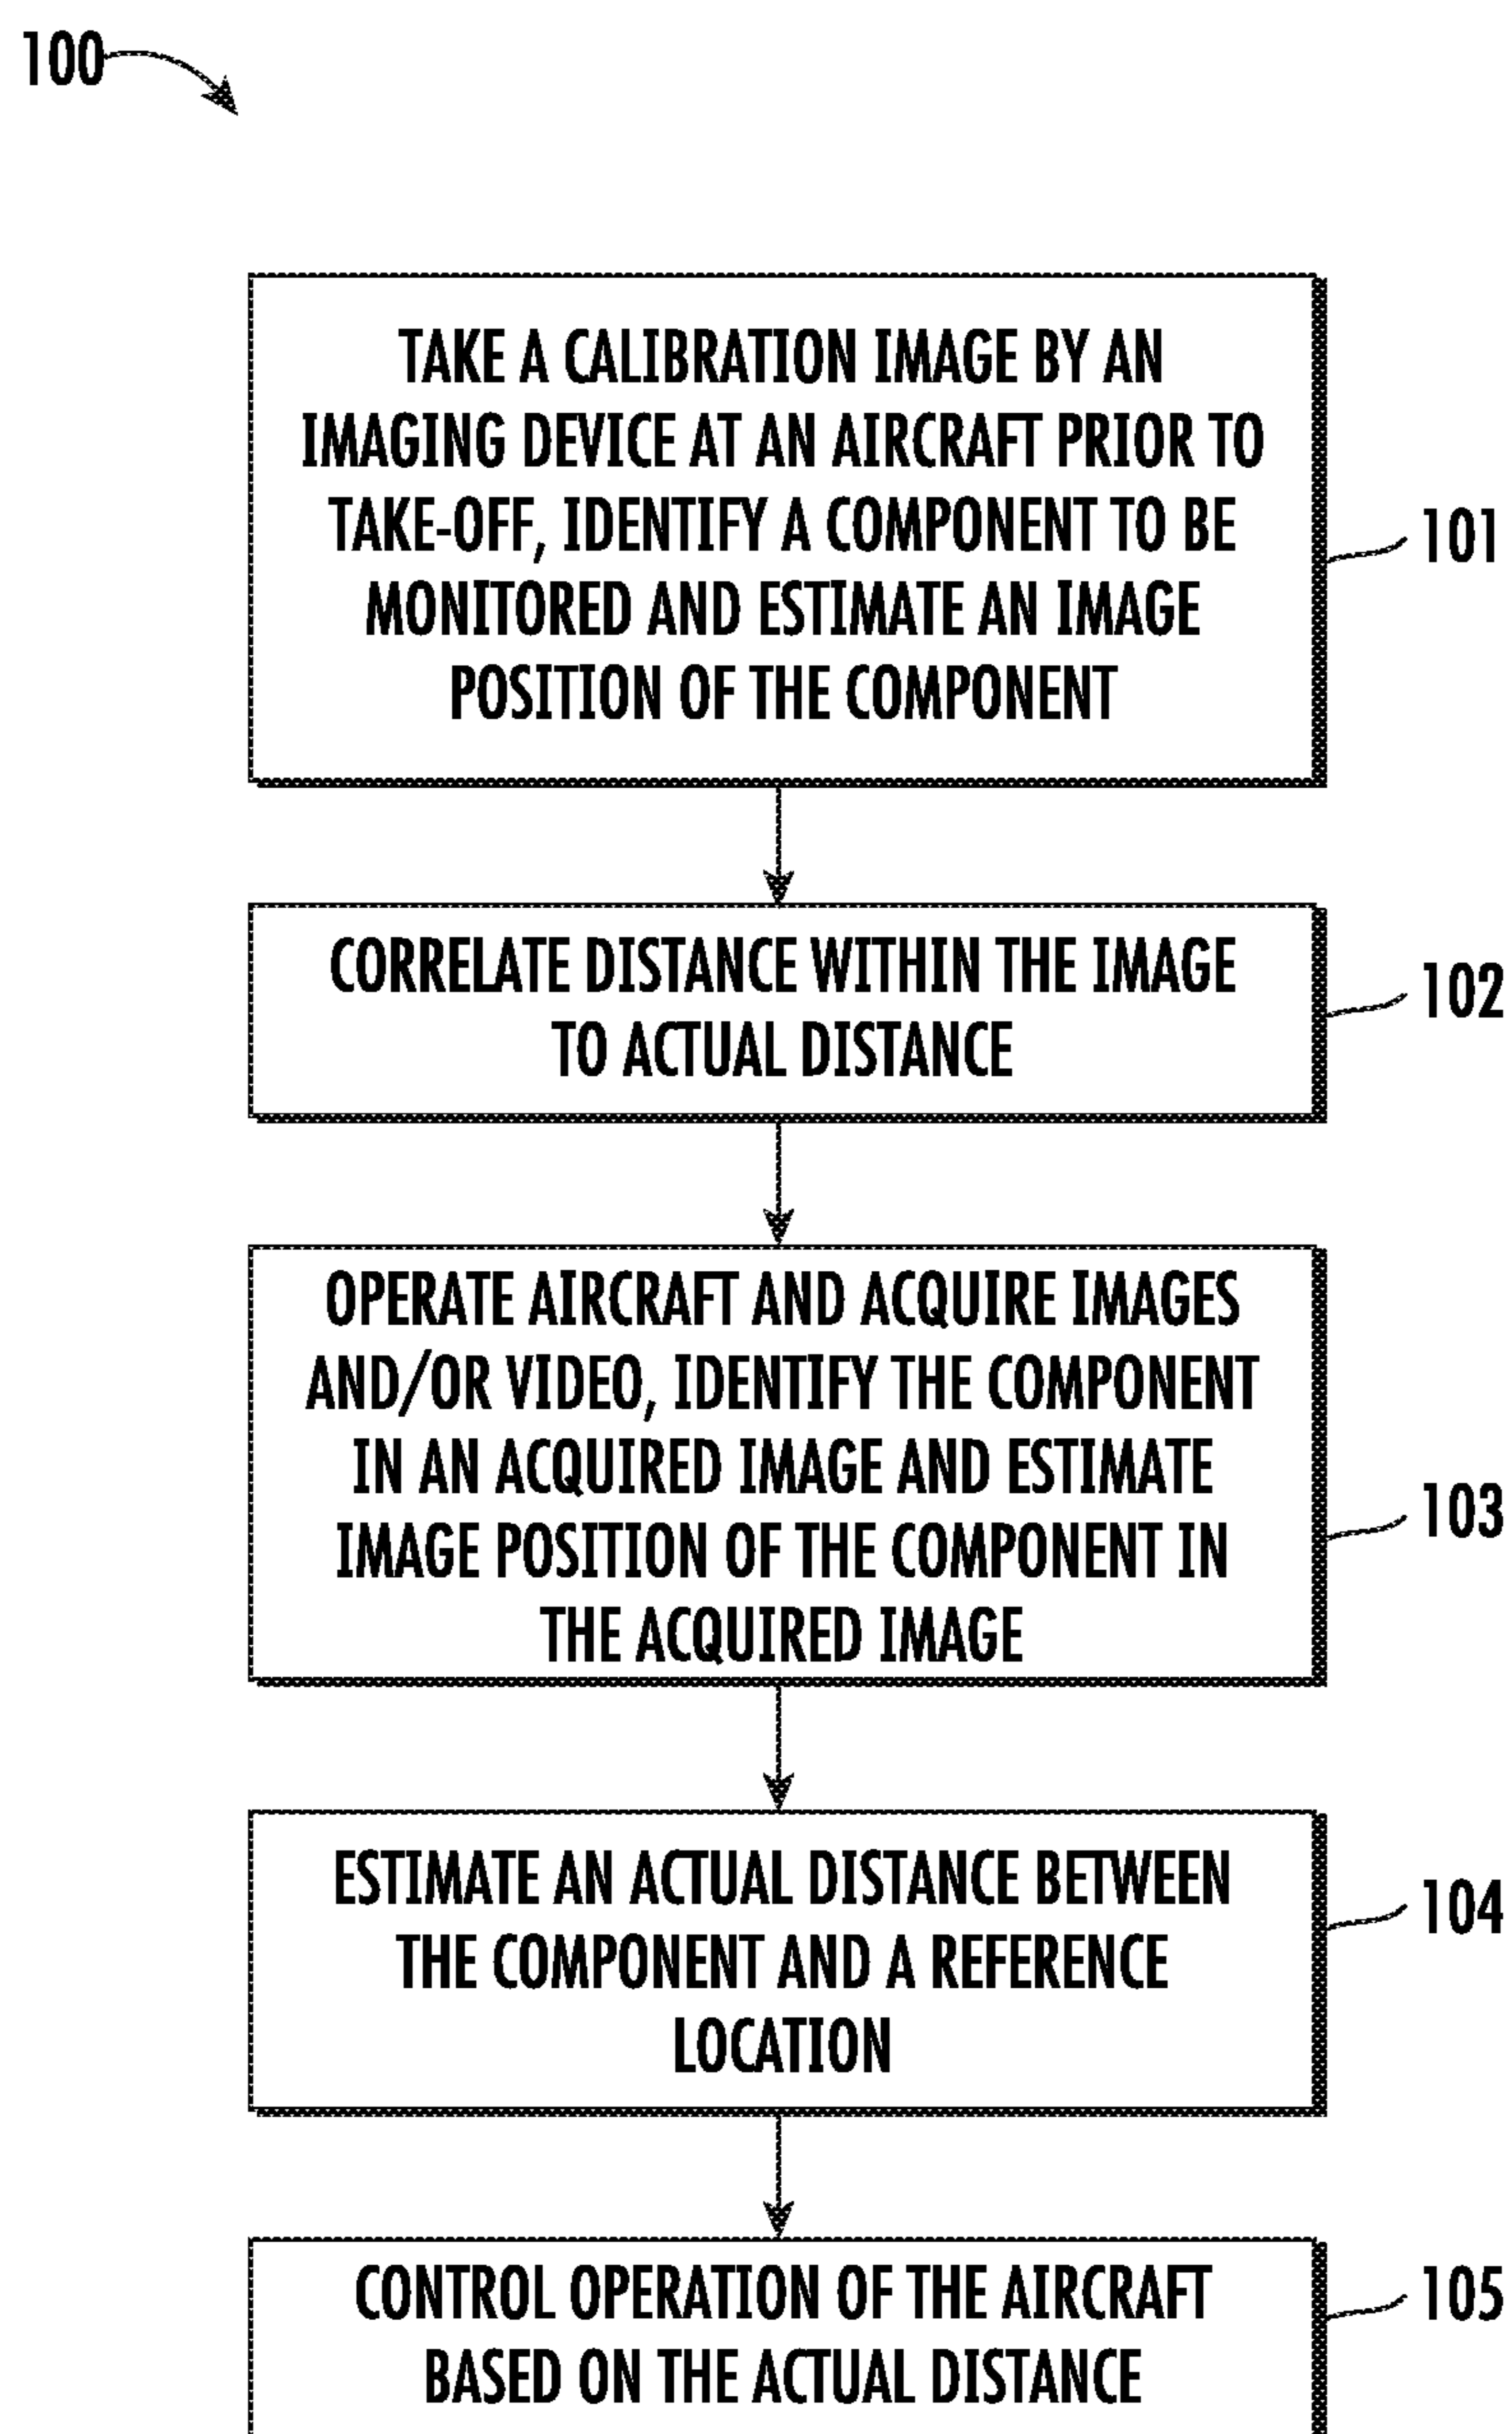 100
TAKE A CALIBRATION IMAGE BY AN
IMAGING DEVICE AT AN AIRCRAFT PRIOR TO
TAKE-OFF, IDENTIFY A COMPONENT TO BE
MONITORED AND ESTIMATE AN IMAGE
POSITION OF THE COMPONENT
101
CORRELATE DISTANCE WITHIN THE IMAGE
TO ACTUAL DISTANCE
102
OPERATE AIRCRAFT AND ACQUIRE IMAGES
AND/OR VIDEO, IDENTIFY THE COMPONENT
IN AN ACQUIRED IMAGE AND ESTIMATE
IMAGE POSITION OF THE COMPONENT IN
THE ACQUIRED IMAGE
103
ESTIMATE AN ACTUAL DISTANCE BETWEEN
THE COMPONENT AND A REFERENCE
LOCATION
104
CONTROL OPERATION OF THE AIRCRAFT
BASED ON THE ACTUAL DISTANCE
105